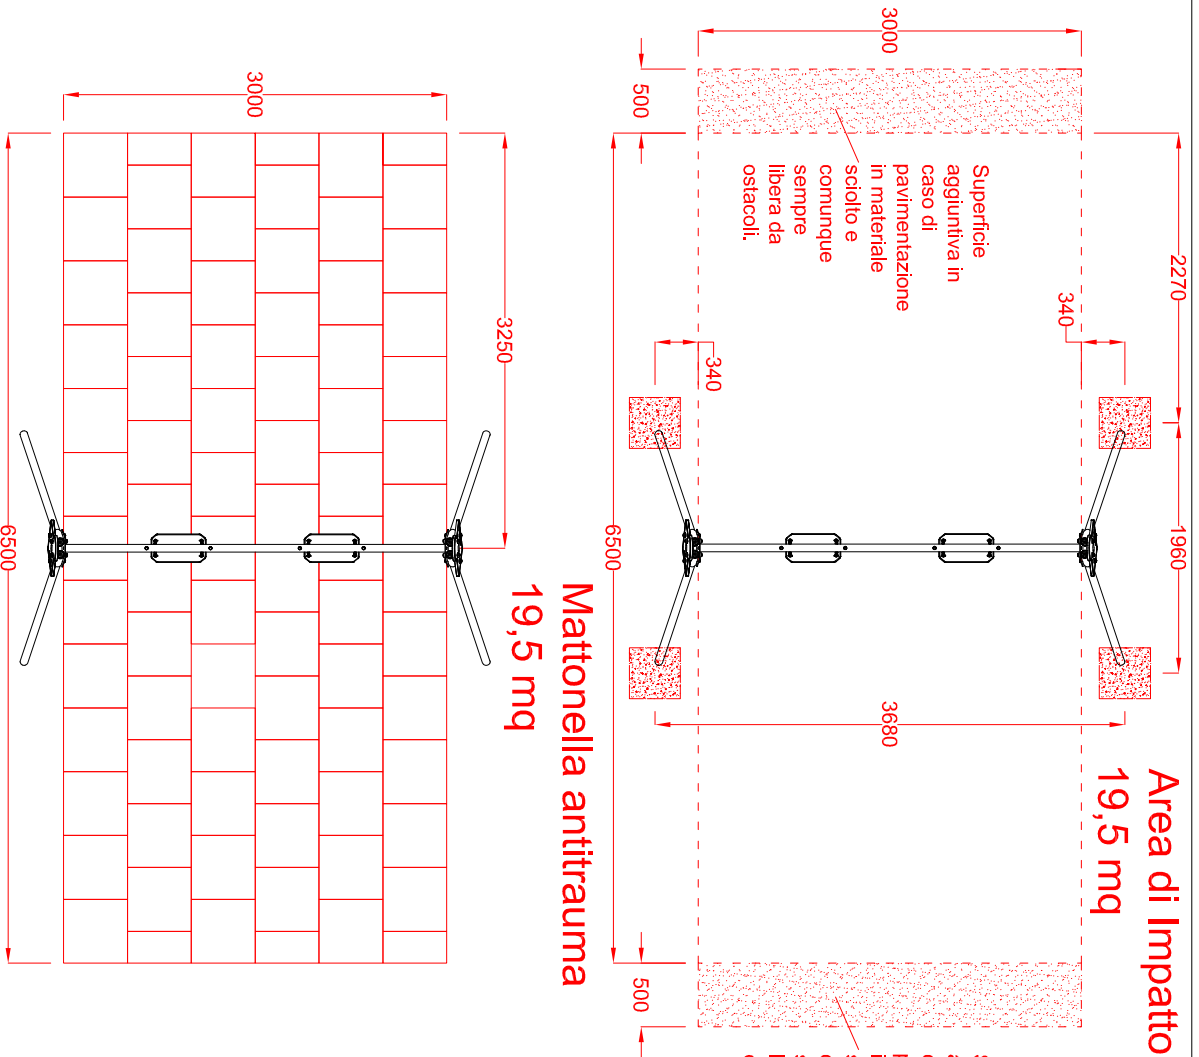 Area di Impatto
19,5 mq
3000
500
2270
340
340
1960
6500
3680
500
Superficie
aggiuntiva in
caso di
pavimentazione
in materiale
sciolto e
comunque
sempre
libera da
ostacoli.
Mattonella antitrauma
19,5 mq
3000
3250
6500